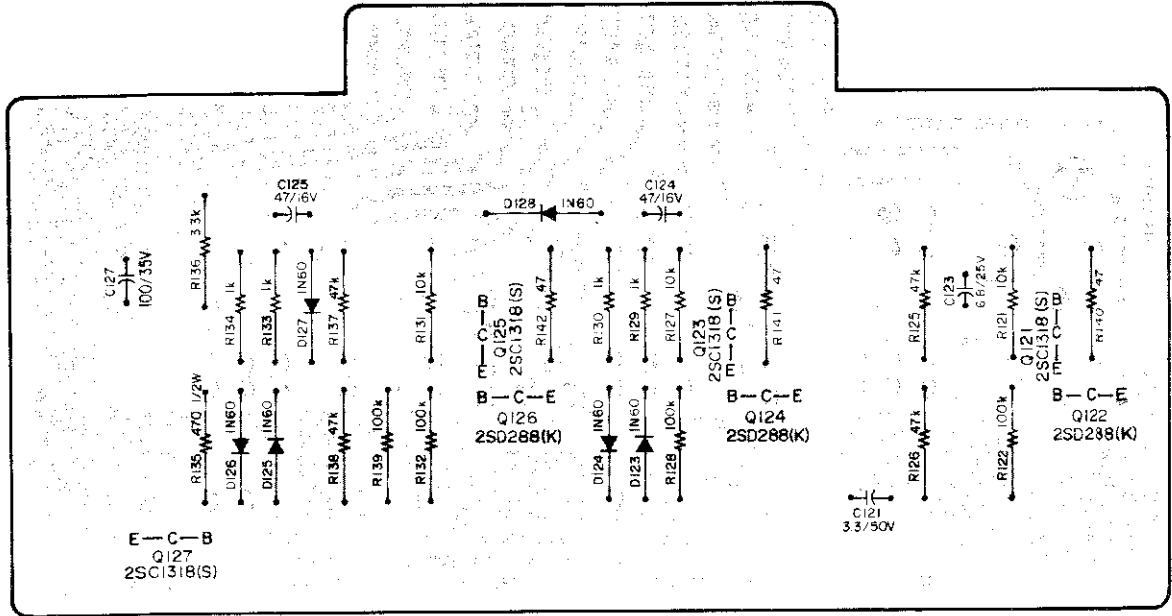 C125
47/16V
D128
1N60
C124
47/16V
C127
100/35V
R136
3.3k
R134
1k
R133
1k
D127
1N60
R137
47k
R131
10k
B—C—E
Q125
2SC1318(S)
R142
47
R130
1k
R129
1k
R127
10k
B—C—E
Q123
2SC1318(S)
R141
47
R125
47k
C123
6.8/25V
R121
10k
B—C—E
Q121
2SC1318(S)
R140
47
R135
470 1/2W
D126
1N60
D125
1N60
R138
47k
R139
100k
R132
100k
B—C—E
Q126
2SD288(K)
D124
1N60
D123
1N60
R128
100k
B—C—E
Q124
2SD288(K)
R126
47k
R122
100k
B—C—E
Q122
2SD288(K)
C121
3.3/50V
E—C—B
Q127
2SC1318(S)